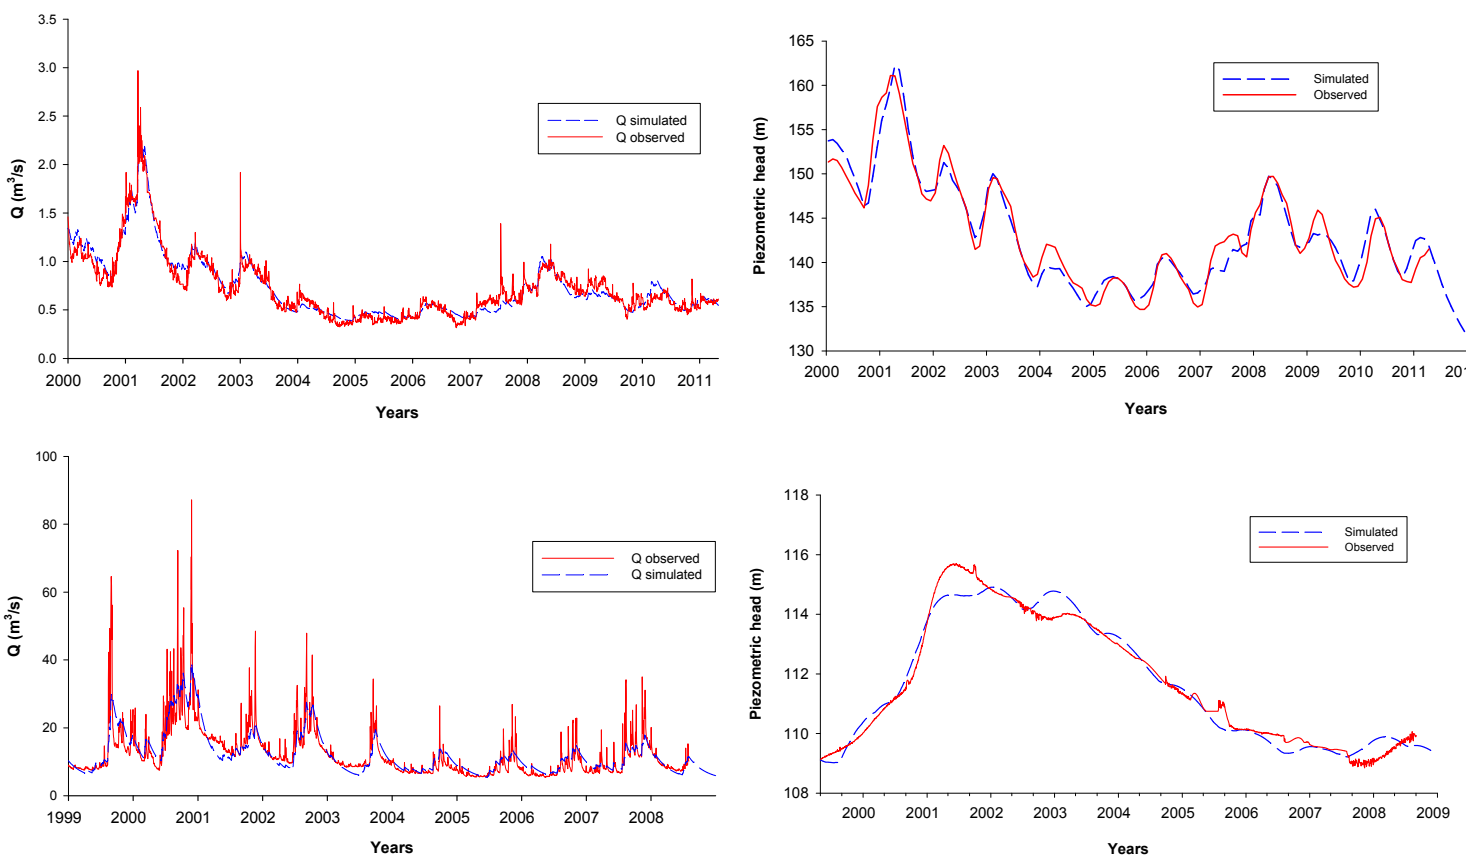 3.5
3.0
2.5
2.0
1.5
1.0
0.5
0.0
Q (m³/s)
Q simulated
Q observed
2000 2001 2002 2003 2004 2005 2006 2007 2008 2009 2010 2011
Years
165
160
155
150
145
140
135
130
Piezometric head (m)
Simulated
Observed
2000 2001 2002 2003 2004 2005 2006 2007 2008 2009 2010 2011
Years
100
80
60
40
20
0
Q (m³/s)
Q observed
Q simulated
1999 2000 2001 2002 2003 2004 2005 2006 2007 2008
Years
118
116
114
112
110
108
Piezometric head (m)
Simulated
Observed
2000 2001 2002 2003 2004 2005 2006 2007 2008 2009
Years